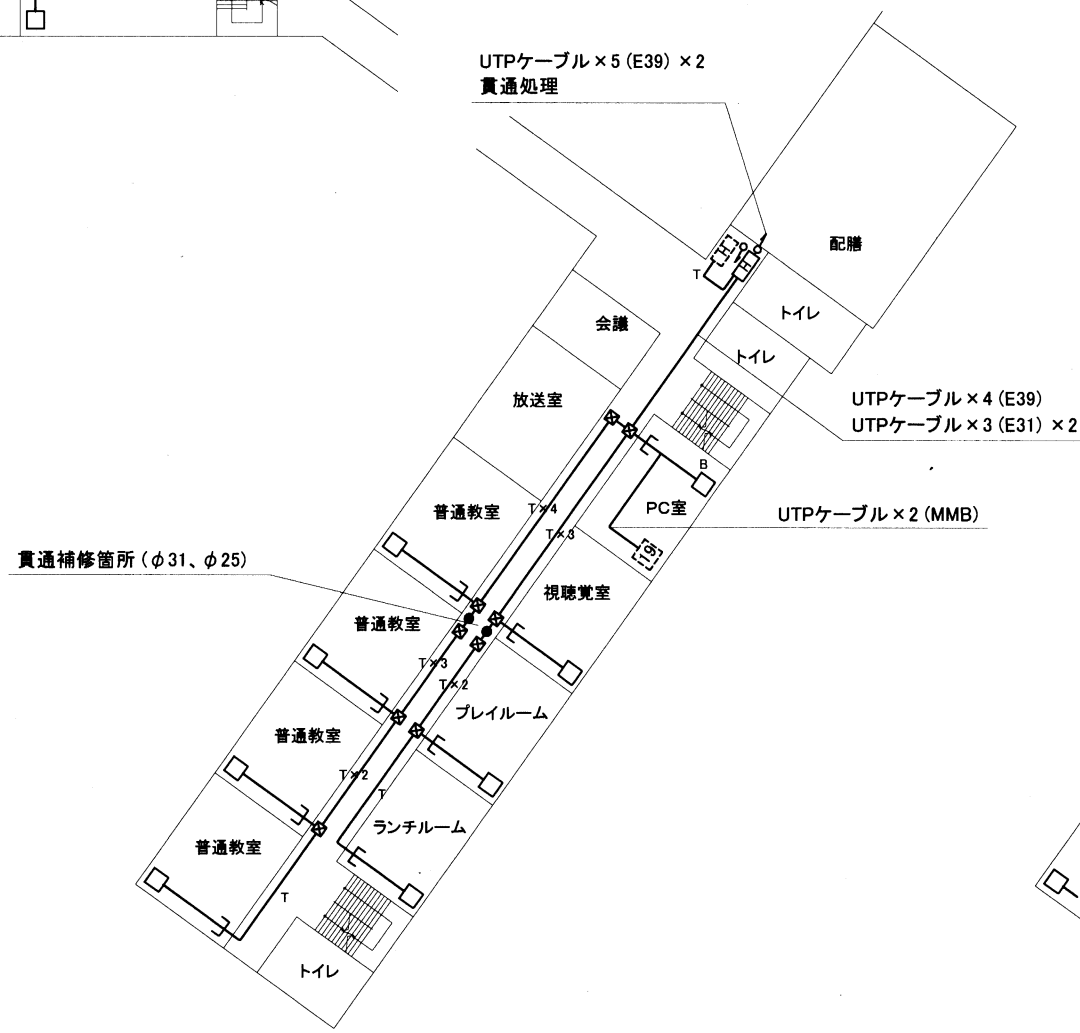 UTPケーブル×5(E39)×2
貫通処理
配膳
H
H
T
トイレ
会議
トイレ
放送室
UTPケーブル×4(E39)
UTPケーブル×3(E31)×2
B
普通教室
T×4
PC室
UTPケーブル×2(MMB)
T×3
19
貫通補修箇所(φ31、φ25)
視聴覚室
普通教室
T×3
T×2
プレイルーム
普通教室
T×2
T
ランチルーム
普通教室
T
トイレ